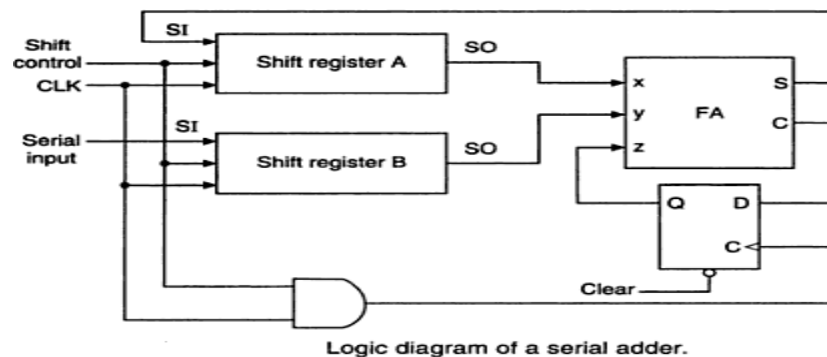 SI
Shift
control
CLK
Shift register A
SO
x
y
z
FA
S
C
Serial
input
SI
Shift register B
SO
Q
D
C
Clear
Logic diagram of a serial adder.